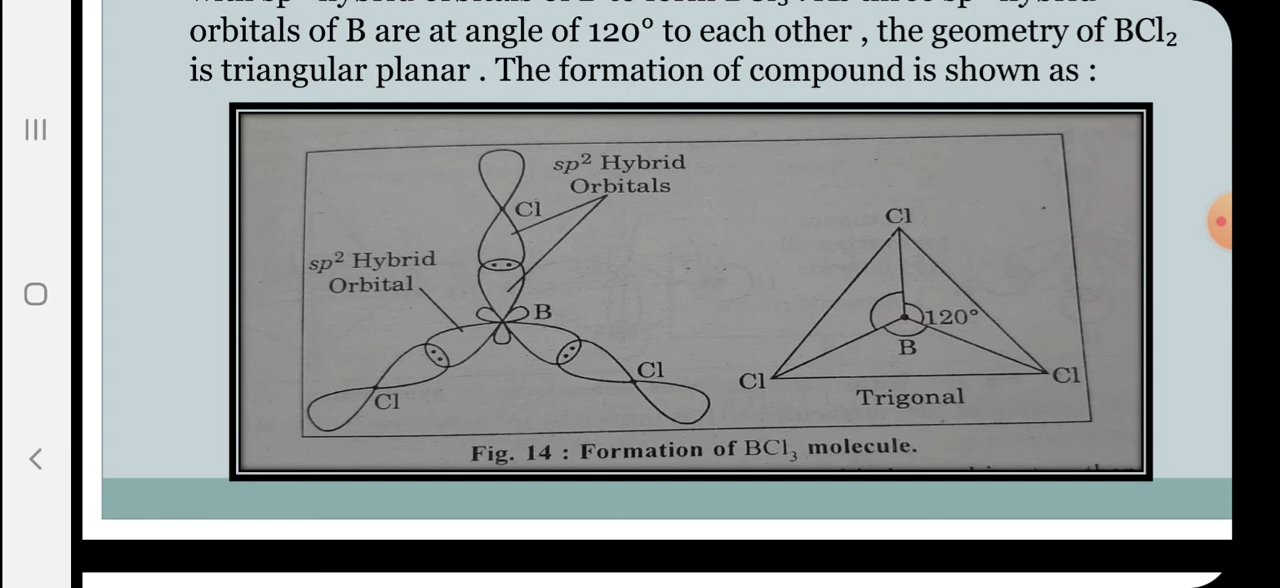 orbitals of B are at angle of 120° to each other , the geometry of BCl₂
is triangular planar . The formation of compound is shown as :
sp² Hybrid
Orbitals
Cl
sp² Hybrid
Orbital
B
Cl
Cl
Cl
120°
B
Cl
Cl
Trigonal
Fig. 14 : Formation of BCl₃ molecule.